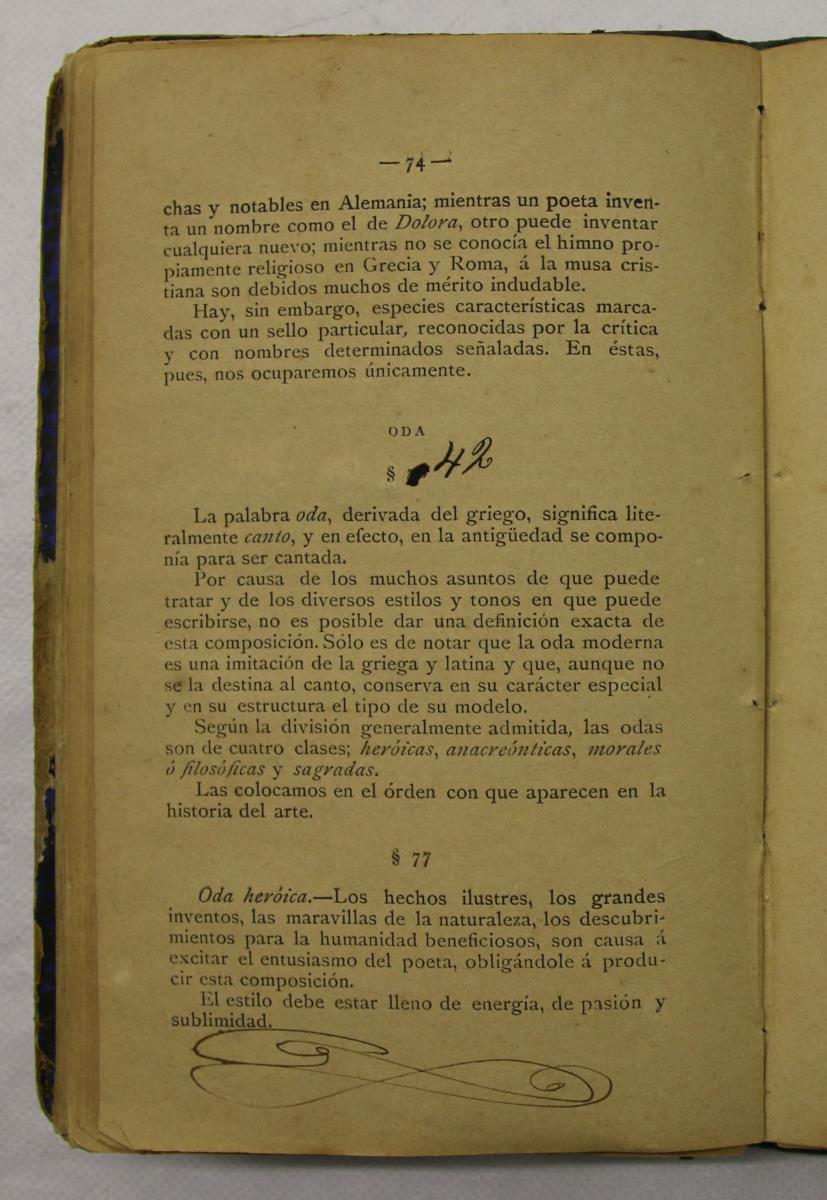 — 74 —
chas y notables en Alemania; mientras un poeta inven-
ta un nombre como el de Dolora, otro puede inventar
cualquiera nuevo; mientras no se conocía el himno pro-
piamente religioso en Grecia y Roma, á la musa cris-
tiana son debidos muchos de mérito indudable.
Hay, sin embargo, especies características marca-
das con un sello particular, reconocidas por la crítica
y con nombres determinados señaladas. En éstas,
pues, nos ocuparemos únicamente.
ODA
§ 42
La palabra oda, derivada del griego, significa lite-
ralmente canto, y en efecto, en la antigüedad se compo-
nía para ser cantada.
Por causa de los muchos asuntos de que puede
tratar y de los diversos estilos y tonos en que puede
escribirse, no es posible dar una definición exacta de
esta composición. Sólo es de notar que la oda moderna
es una imitación de la griega y latina y que, aunque no
se la destina al canto, conserva en su carácter especial
y en su estructura el tipo de su modelo.
Según la división generalmente admitida, las odas
son de cuatro clases; heróicas, anacreónticas, morales
ó filosóficas y sagradas.
Las colocamos en el órden con que aparecen en la
historia del arte.
§ 77
Oda heróica.—Los hechos ilustres, los grandes
inventos, las maravillas de la naturaleza, los descubri-
mientos para la humanidad beneficiosos, son causa á
excitar el entusiasmo del poeta, obligándole á produ-
cir esta composición.
El estilo debe estar lleno de energía, de pasión y
sublimidad.